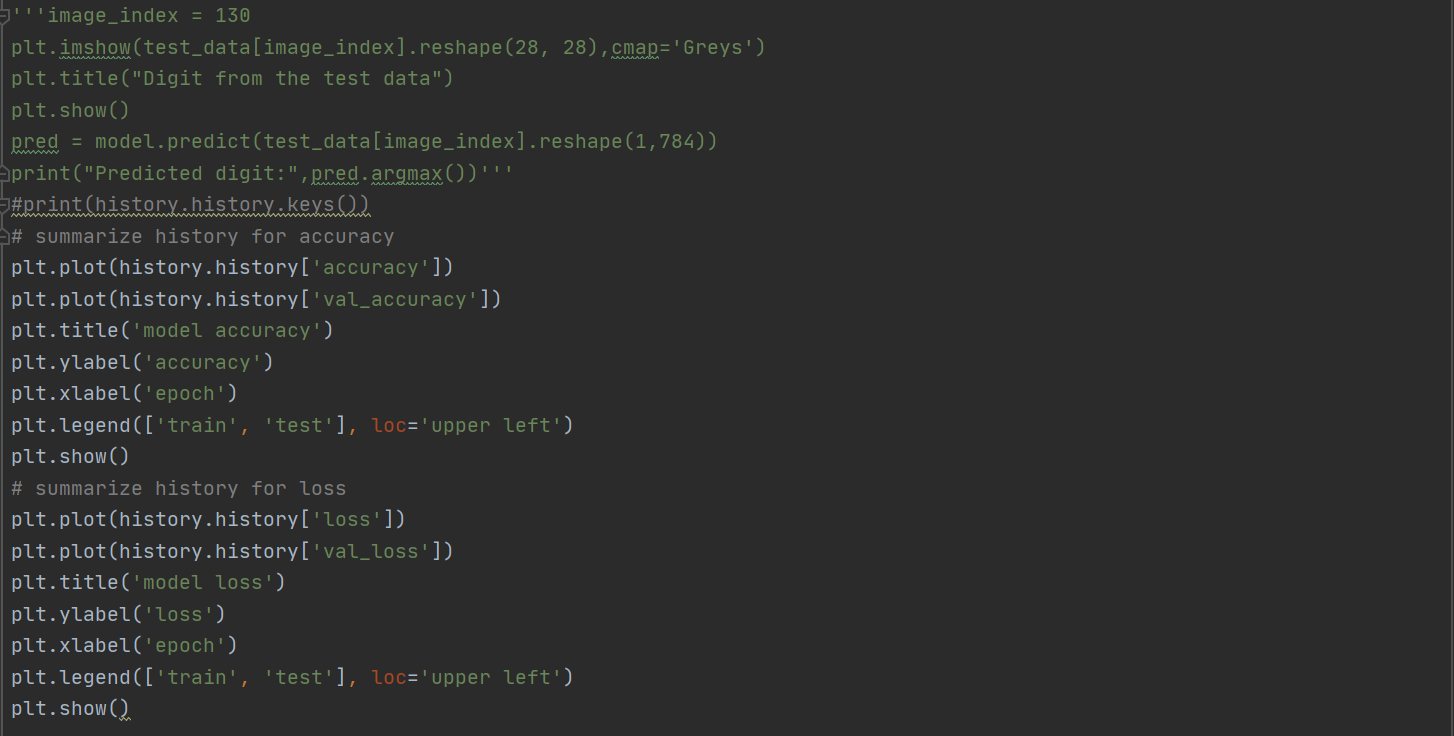 '''image_index = 130
plt.imshow(test_data[image_index].reshape(28, 28),cmap='Greys')
plt.title("Digit from the test data")
plt.show()
pred = model.predict(test_data[image_index].reshape(1,784))
print("Predicted digit:",pred.argmax())'''
#print(history.history.keys())
# summarize history for accuracy
plt.plot(history.history['accuracy'])
plt.plot(history.history['val_accuracy'])
plt.title('model accuracy')
plt.ylabel('accuracy')
plt.xlabel('epoch')
plt.legend(['train', 'test'], loc='upper left')
plt.show()
# summarize history for loss
plt.plot(history.history['loss'])
plt.plot(history.history['val_loss'])
plt.title('model loss')
plt.ylabel('loss')
plt.xlabel('epoch')
plt.legend(['train', 'test'], loc='upper left')
plt.show()